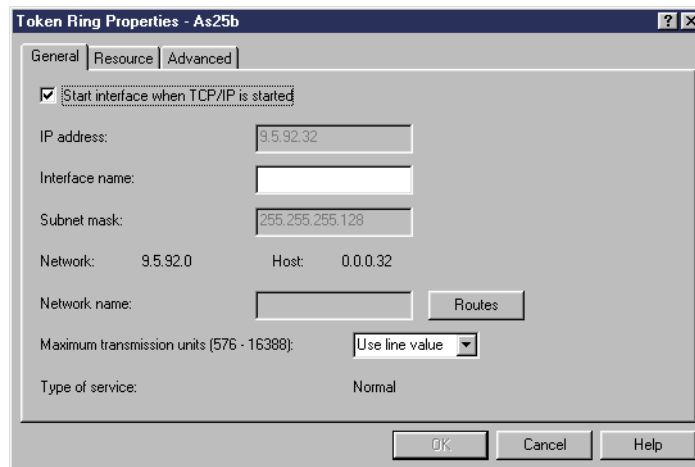 Token Ring Properties - As25b
General Resource Advanced
Start interface when TCP/IP is started
IP address: 9.5.92.32
Interface name:
Subnet mask: 255.255.255.128
Network: 9.5.92.0 Host: 0.0.0.32
Network name: Routes
Maximum transmission units (576 - 16388): Use line value
Type of service: Normal
OK Cancel Help